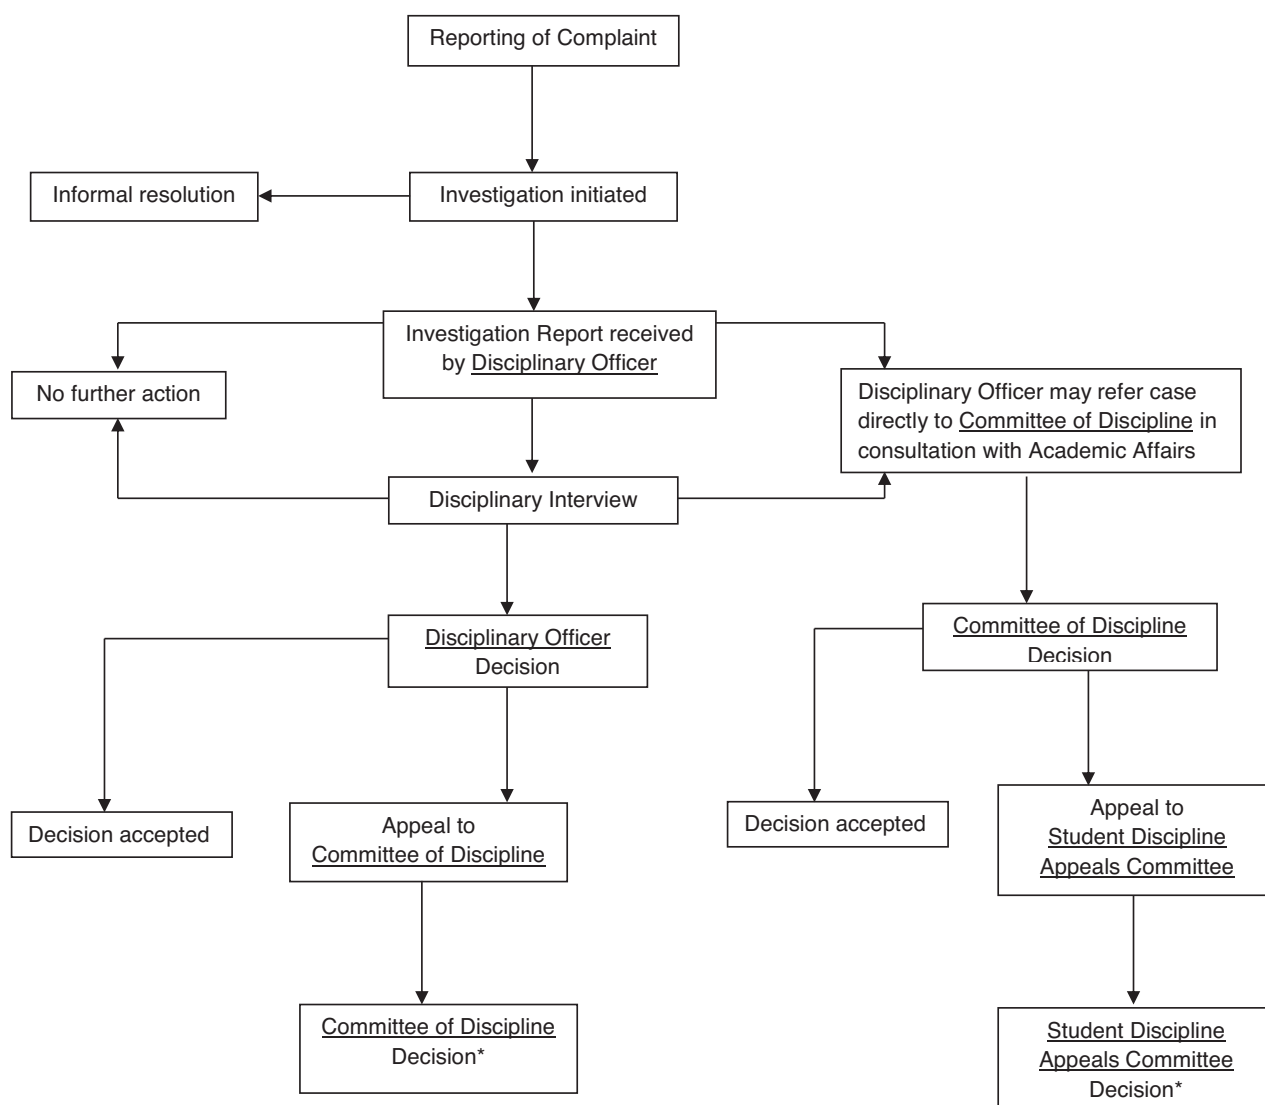 Reporting of Complaint
Informal resolution
Investigation initiated
Investigation Report received
by Disciplinary Officer
No further action
Disciplinary Officer may refer case
directly to Committee of Discipline in
consultation with Academic Affairs
Disciplinary Interview
Disciplinary Officer
Decision
Committee of Discipline
Decision
Decision accepted
Appeal to
Committee of Discipline
Decision accepted
Appeal to
Student Discipline
Appeals Committee
Committee of Discipline
Decision*
Student Discipline
Appeals Committee
Decision*